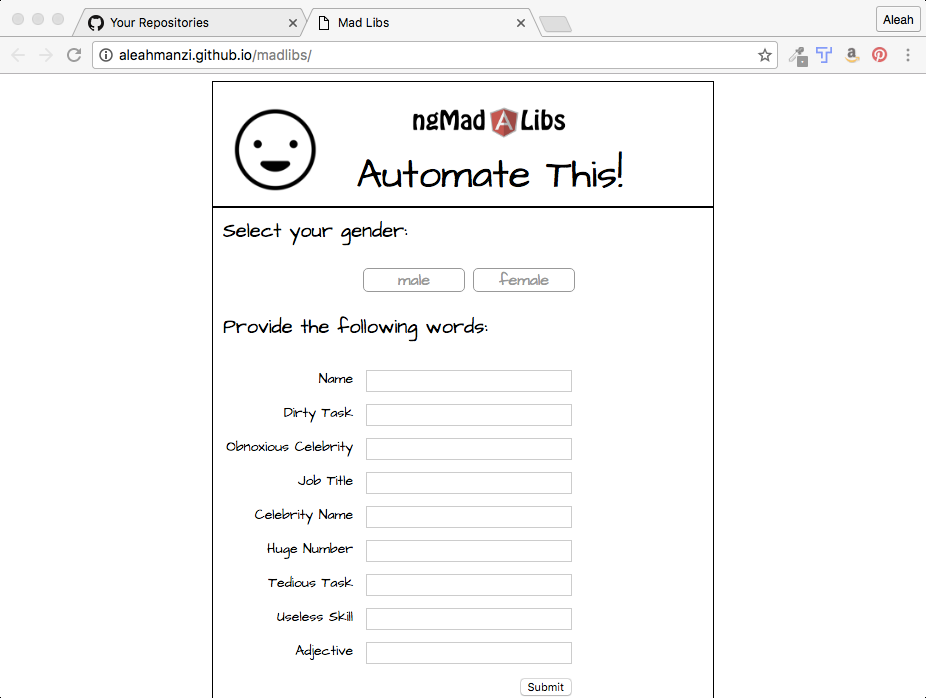 Your Repositories
Mad Libs
Aleah
aleahmanzi.github.io/madlibs/
ngMad A Libs
Automate This!
Select your gender:
male female
Provide the following words:
Name
Dirty Task
Obnoxious Celebrity
Job Title
Celebrity Name
Huge Number
Tedious Task
Useless Skill
Adjective
Submit